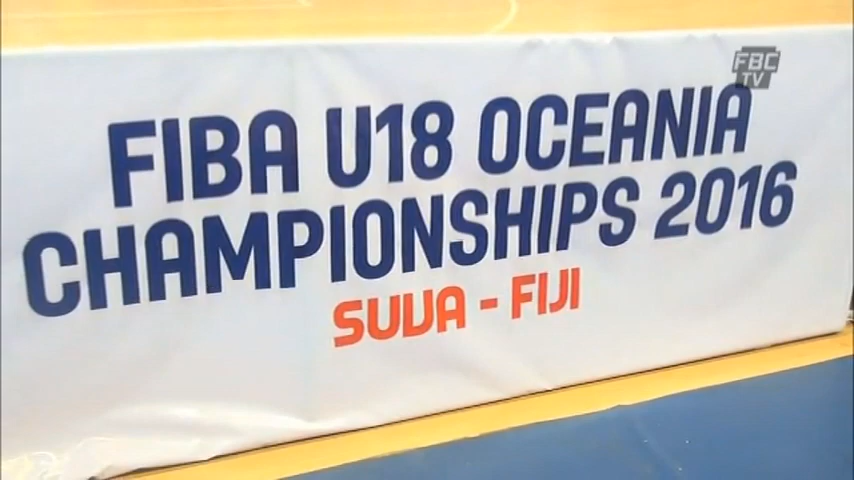 FBC
TV
FIBA U18 OCEANIA
CHAMPIONSHIPS 2016
SUVA - FIJI